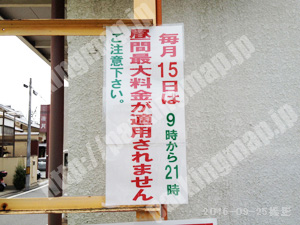 毎月15日は
9時から21時
昼間最大料金が適用されません
ご注意下さい。
2016-09-25撮影